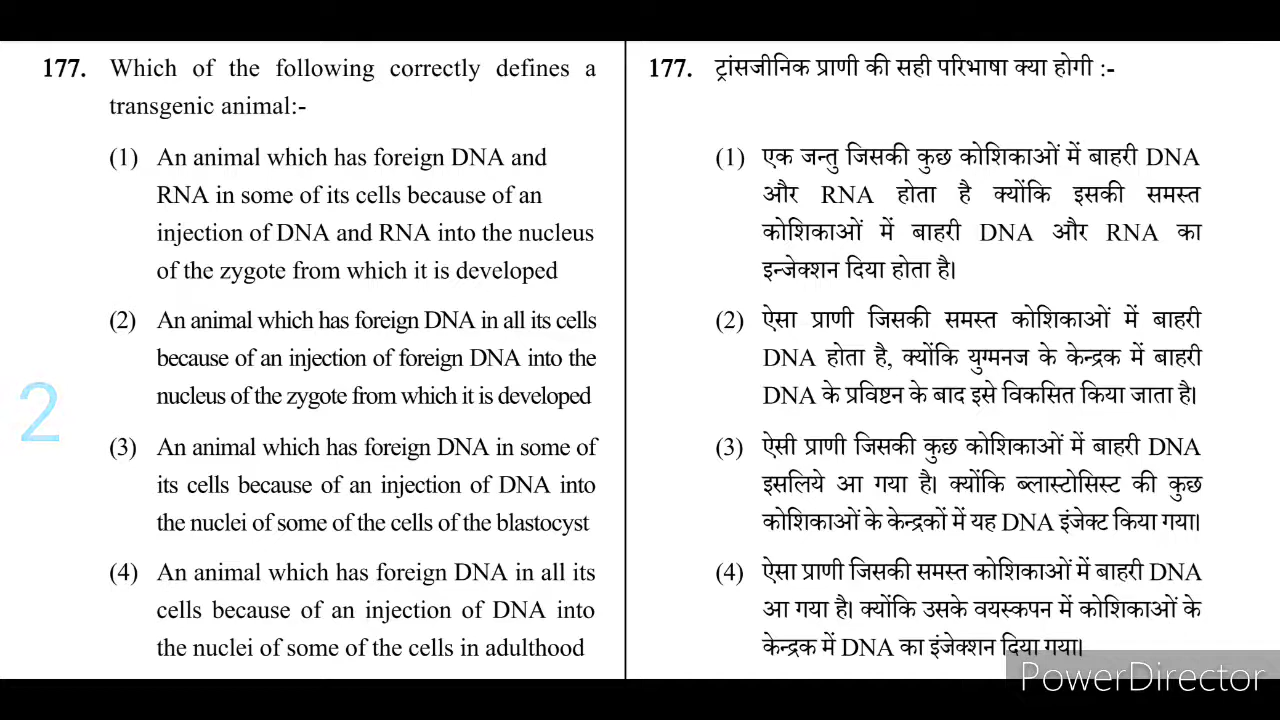 177. Which of the following correctly defines a
transgenic animal:-
(1) An animal which has foreign DNA and
RNA in some of its cells because of an
injection of DNA and RNA into the nucleus
of the zygote from which it is developed
(2) An animal which has foreign DNA in all its cells
because of an injection of foreign DNA into the
nucleus of the zygote from which it is developed
2
(3) An animal which has foreign DNA in some of
its cells because of an injection of DNA into
the nuclei of some of the cells of the blastocyst
(4) An animal which has foreign DNA in all its
cells because of an injection of DNA into
the nuclei of some of the cells in adulthood
177. ट्रांसजीनिक प्राणी की सही परिभाषा क्या होगी :-
(1) एक जन्तु जिसकी कुछ कोशिकाओं में बाहरी DNA
और RNA होता है क्योंकि इसकी समस्त
कोशिकाओं में बाहरी DNA और RNA का
इन्जेक्शन दिया होता है।
(2) ऐसा प्राणी जिसकी समस्त कोशिकाओं में बाहरी
DNA होता है, क्योंकि युग्मनज के केन्द्रक में बाहरी
DNA के प्रविष्टन के बाद इसे विकसित किया जाता है।
(3) ऐसी प्राणी जिसकी कुछ कोशिकाओं में बाहरी DNA
इसलिये आ गया है। क्योंकि ब्लास्टोसिस्ट की कुछ
कोशिकाओं के केन्द्रकों में यह DNA इंजेक्ट किया गया।
(4) ऐसा प्राणी जिसकी समस्त कोशिकाओं में बाहरी DNA
आ गया है। क्योंकि उसके वयस्कपन में कोशिकाओं के
केन्द्रक में DNA का इंजेक्शन दिया गया।
PowerDirector